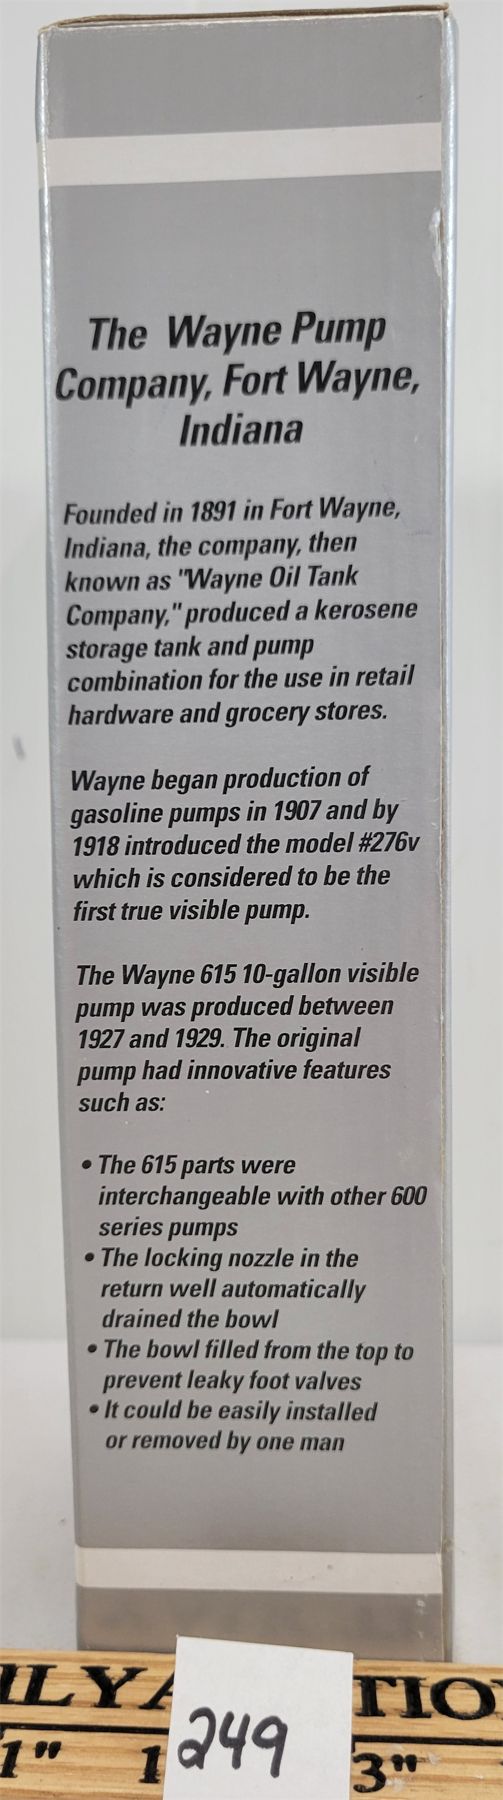 The Wayne Pump
Company, Fort Wayne,
Indiana
Founded in 1891 in Fort Wayne,
Indiana, the company, then
known as "Wayne Oil Tank
Company," produced a kerosene
storage tank and pump
combination for the use in retail
hardware and grocery stores.
Wayne began production of
gasoline pumps in 1907 and by
1918 introduced the model #276v
which is considered to be the
first true visible pump.
The Wayne 615 10-gallon visible
pump was produced between
1927 and 1929. The original
pump had innovative features
such as:
• The 615 parts were
interchangeable with other 600
series pumps
• The locking nozzle in the
return well automatically
drained the bowl
• The bowl filled from the top to
prevent leaky foot valves
• It could be easily installed
or removed by one man
249
1" 3"